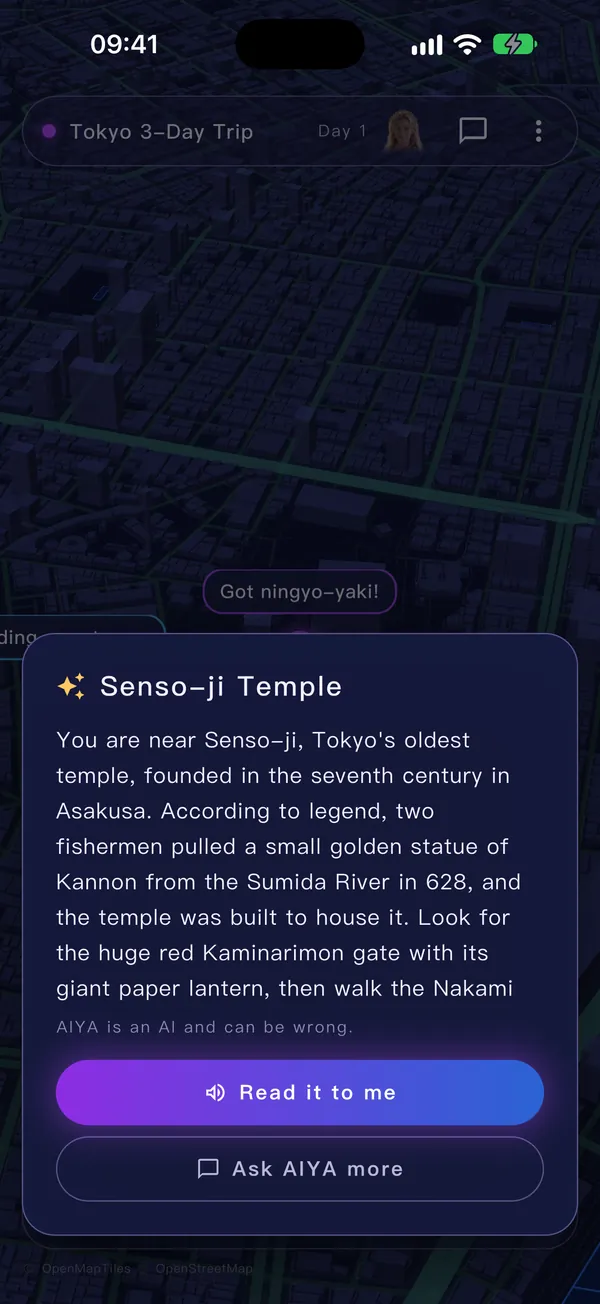 09:41
Tokyo 3-Day Trip
Day 1
Got ningyo-yaki!
Senso-ji Temple
You are near Senso-ji, Tokyo's oldest
temple, founded in the seventh century in
Asakusa. According to legend, two
fishermen pulled a small golden statue of
Kannon from the Sumida River in 628, and
the temple was built to house it. Look for
the huge red Kaminarimon gate with its
giant paper lantern, then walk the Nakami
AIYA is an AI and can be wrong.
Read it to me
Ask AIYA more
OpenMapTiles OpenStreetMap